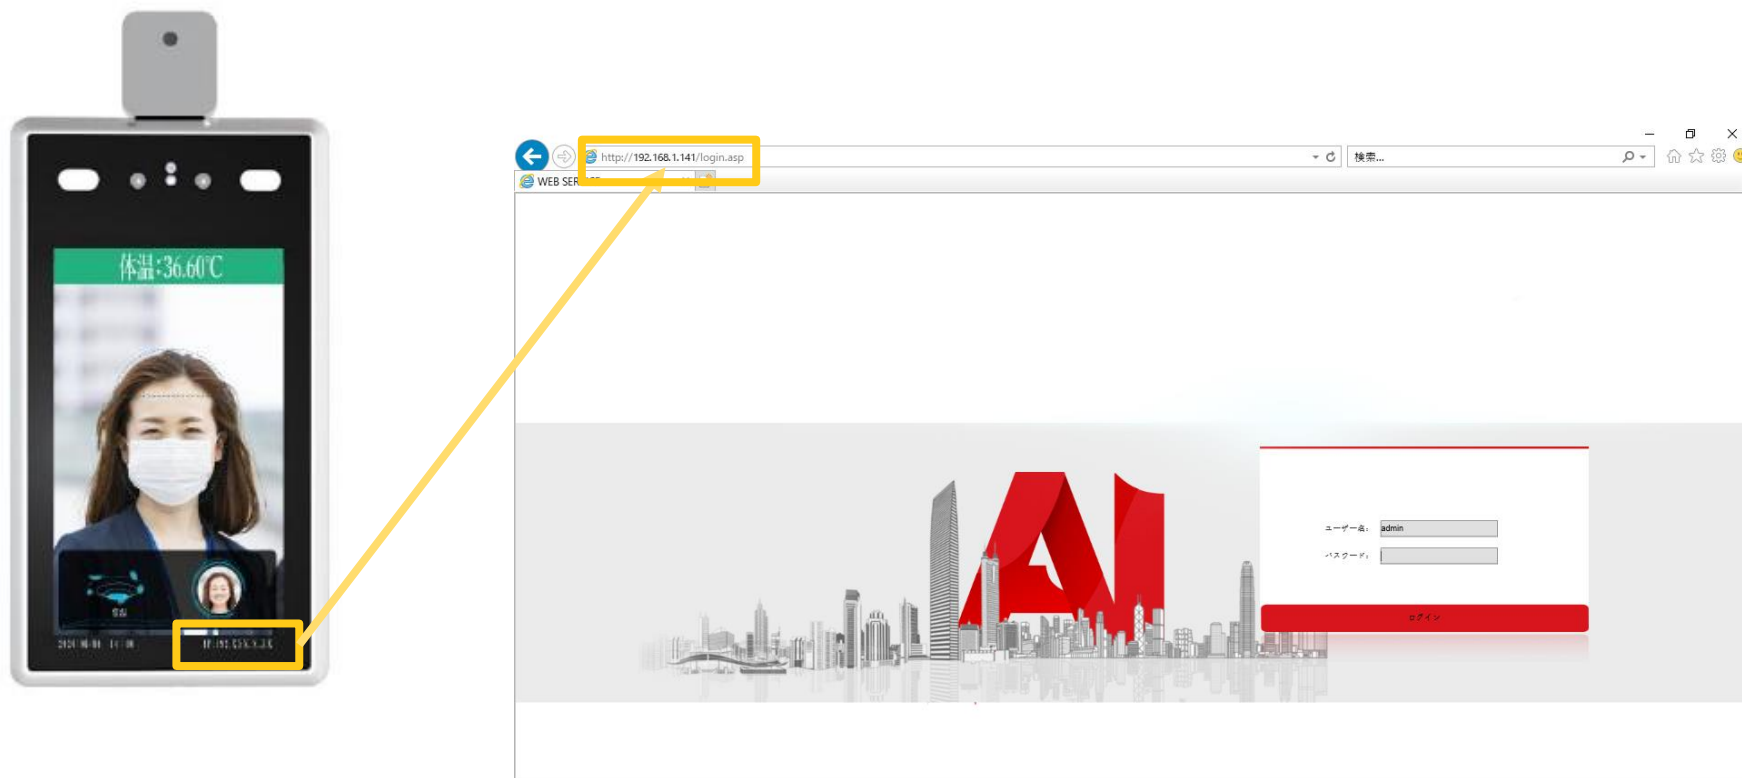 体温:36.60℃
http://192.168.1.141/login.asp
検索...
WEB SER
AI
ユーザー名:
admin
パスワード:
ログイン